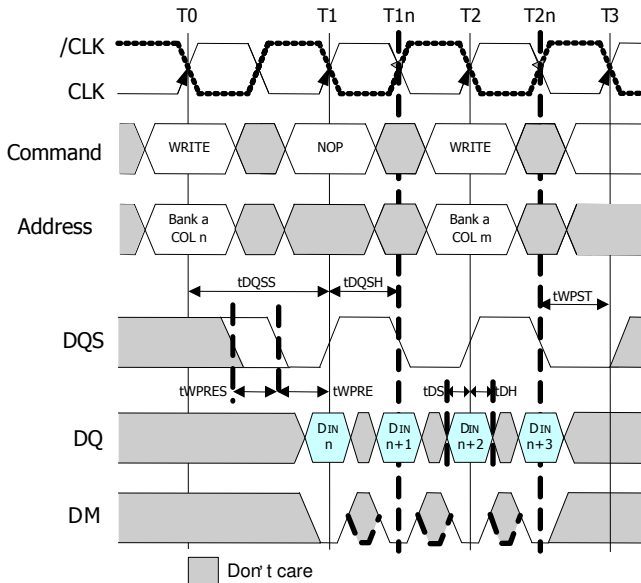 T0 T1 T1n T2 T2n T3
/CLK
CLK
Command WRITE NOP WRITE
Address Bank a COL n Bank a COL m
tDQSS tDQSH tWPST
DQS
tWPRES tWPRE tDS tDH
DQ DIN n DIN n+1 DIN n+2 DIN n+3
DM
Don't care